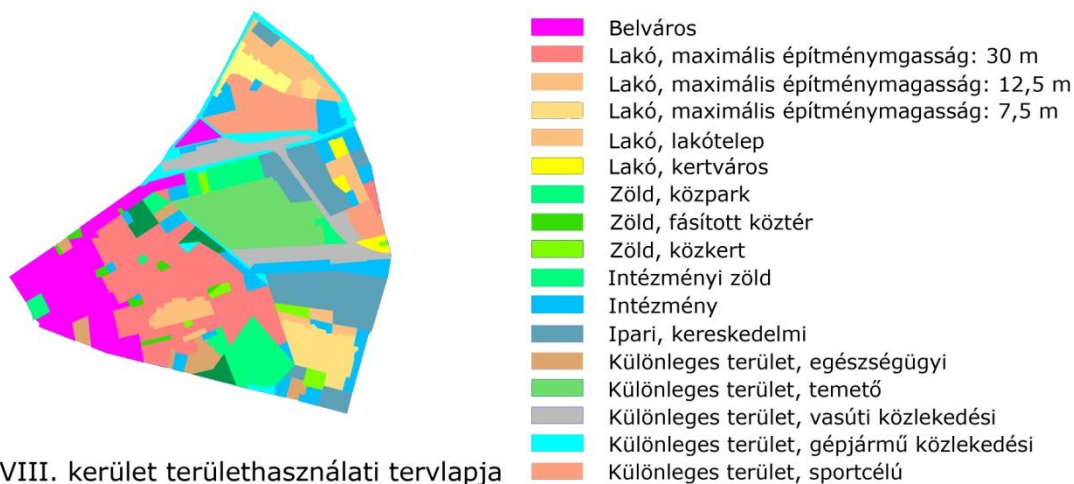 Belváros
Lakó, maximális építménymgasság: 30 m
Lakó, maximális építménymagasság: 12,5 m
Lakó, maximális építménymagasság: 7,5 m
Lakó, lakótelep
Lakó, kertváros
Zöld, közpark
Zöld, fásított köztér
Zöld, közkert
Intézményi zöld
Intézmény
Ipari, kereskedelmi
Különleges terület, egészségügyi
Különleges terület, temető
Különleges terület, vasúti közlekedési
Különleges terület, gépjármű közlekedési
Különleges terület, sportcélú
VIII. kerület területhasználati tervlapja